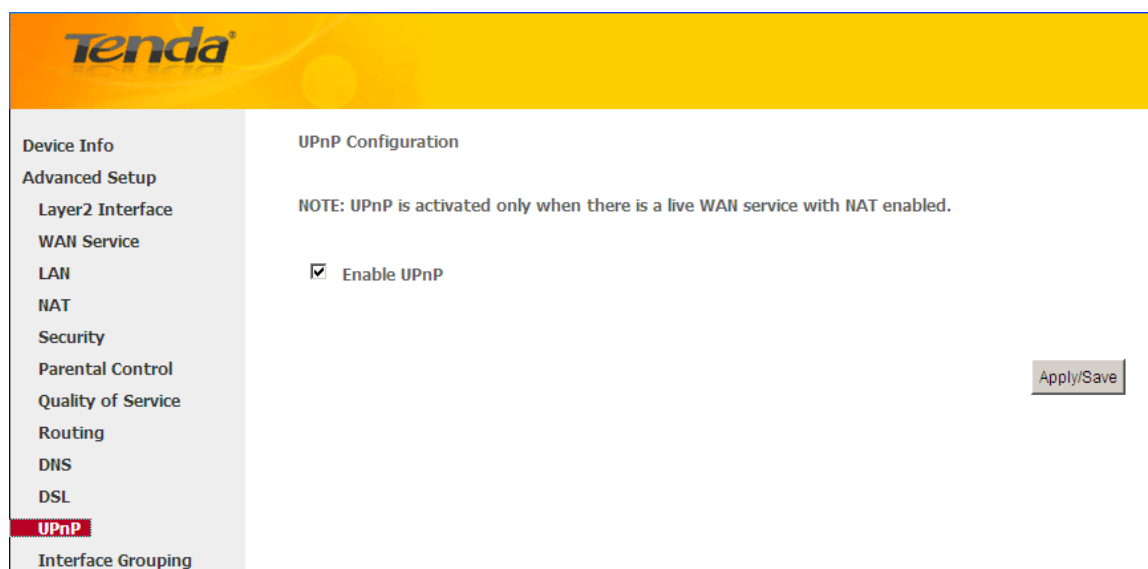 Tenda®
Device Info
Advanced Setup
Layer2 Interface
WAN Service
LAN
NAT
Security
Parental Control
Quality of Service
Routing
DNS
DSL
UPnP
Interface Grouping
UPnP Configuration
NOTE: UPnP is activated only when there is a live WAN service with NAT enabled.
Enable UPnP
Apply/Save